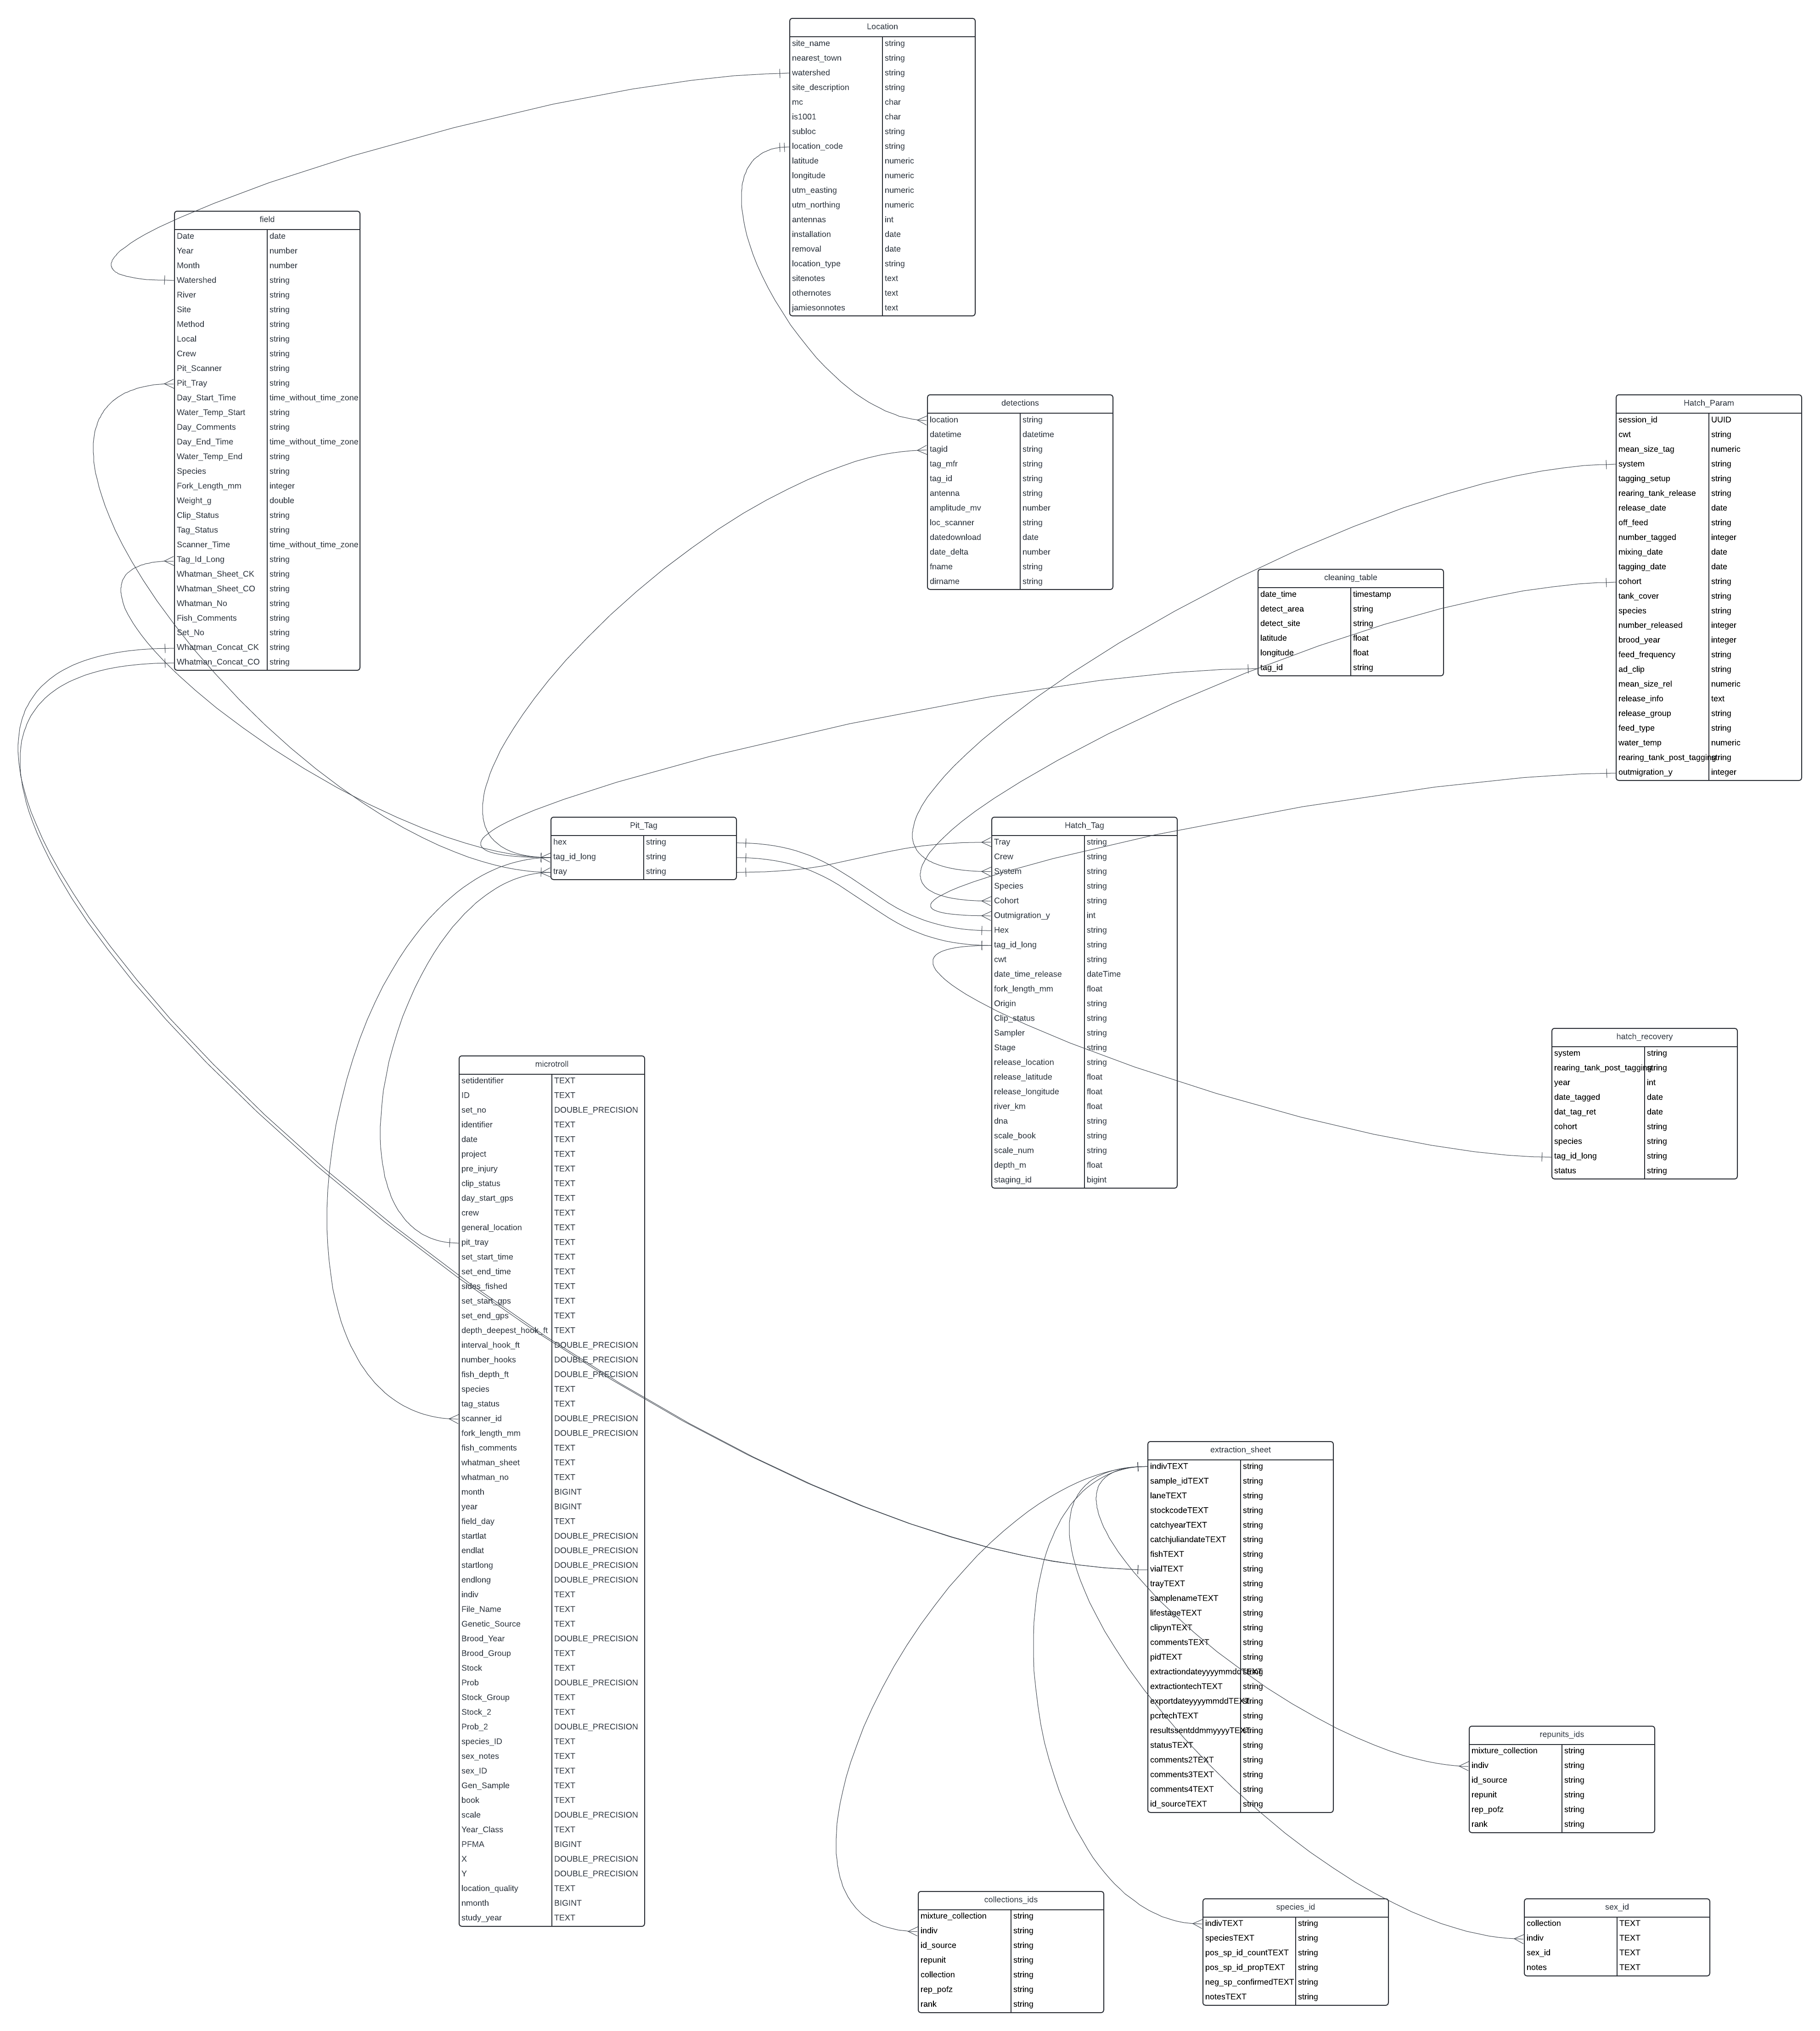 Location
site_name string
nearest_town string
watershed string
site_description string
mc char
is1001 char
subloc string
location_code string
latitude numeric
longitude numeric
utm_easting numeric
utm_northing numeric
antennas int
installation date
removal date
location_type string
sitenotes text
othernotes text
jamiesonnotes text
field
Date date
Year number
Month number
Watershed string
River string
Site string
Method string
Local string
Crew string
Pit_Scanner string
Pit_Tray string
Day_Start_Time time_without_time_zone
Water_Temp_Start string
Day_Comments string
Day_End_Time time_without_time_zone
Water_Temp_End string
Species string
Fork_Length_mm integer
Weight_g double
Clip_Status string
Tag_Status string
Scanner_Time time_without_time_zone
Tag_Id_Long string
Whatman_Sheet_CK string
Whatman_Sheet_CO string
Whatman_No string
Fish_Comments string
Set_No string
Whatman_Concat_CK string
Whatman_Concat_CO string
detections
location string
datetime datetime
tagid string
tag_mfr string
tag_id string
antenna string
amplitude_mv number
loc_scanner string
datedownload date
date_delta number
fname string
dirname string
Hatch_Param
session_id UUID
cwt string
mean_size_tag numeric
system string
tagging_setup string
rearing_tank_release string
release_date date
off_feed string
number_tagged integer
mixing_date date
tagging_date date
cohort string
tank_cover string
species string
number_released integer
brood_year integer
feed_frequency string
ad_clip string
mean_size_rel numeric
release_info text
release_group string
feed_type string
water_temp numeric
rearing_tank_post_tagging string
outmigration_y integer
cleaning_table
date_time timestamp
detect_area string
detect_site string
latitude float
longitude float
tag_id string
Pit_Tag
hex string
tag_id_long string
tray string
Hatch_Tag
Tray string
Crew string
System string
Species string
Cohort string
Outmigration_y int
Hex string
tag_id_long string
cwt string
date_time_release dateTime
fork_length_mm float
Origin string
Clip_status string
Sampler string
Stage string
release_location string
release_latitude float
release_longitude float
river_km float
dna string
scale_book string
scale_num string
depth_m float
staging_id bigint
hatch_recovery
system string
rearing_tank_post_tagging string
year int
date_tagged date
dat_tag_ret date
cohort string
species string
tag_id_long string
status string
microtroll
setidentifier TEXT
ID TEXT
set_no DOUBLE_PRECISION
identifier TEXT
date TEXT
project TEXT
pre_injury TEXT
clip_status TEXT
day_start_gps TEXT
crew TEXT
general_location TEXT
pit_tray TEXT
set_start_time TEXT
set_end_time TEXT
sides_fished TEXT
set_start_gps TEXT
set_end_gps TEXT
depth_deepest_hook_ft TEXT
interval_hook_ft DOUBLE_PRECISION
number_hooks DOUBLE_PRECISION
fish_depth_ft DOUBLE_PRECISION
species TEXT
tag_status TEXT
scanner_id DOUBLE_PRECISION
fork_length_mm DOUBLE_PRECISION
fish_comments TEXT
whatman_sheet TEXT
whatman_no TEXT
month BIGINT
year BIGINT
field_day TEXT
startlat DOUBLE_PRECISION
endlat DOUBLE_PRECISION
startlong DOUBLE_PRECISION
endlong DOUBLE_PRECISION
indiv TEXT
File_Name TEXT
Genetic_Source TEXT
Brood_Year DOUBLE_PRECISION
Brood_Group TEXT
Stock TEXT
Prob DOUBLE_PRECISION
Stock_Group TEXT
Stock_2 TEXT
Prob_2 DOUBLE_PRECISION
species_ID TEXT
sex_notes TEXT
sex_ID TEXT
Gen_Sample TEXT
book TEXT
scale DOUBLE_PRECISION
Year_Class TEXT
PFMA BIGINT
X DOUBLE_PRECISION
Y DOUBLE_PRECISION
location_quality TEXT
nmonth BIGINT
study_year TEXT
extraction_sheet
indivTEXT string
sample_idTEXT string
laneTEXT string
stockcodeTEXT string
catchyearTEXT string
catchjuliandateTEXT string
fishTEXT string
vialTEXT string
trayTEXT string
samplenameTEXT string
lifestageTEXT string
clipynTEXT string
commentsTEXT string
pidTEXT string
extractiondateyyyymmddTEXT string
extractiontechTEXT string
exportdateyyyymmddTEXT string
pcrtechTEXT string
resultssentddmmyyyyTEXT string
statusTEXT string
comments2TEXT string
comments3TEXT string
comments4TEXT string
id_sourceTEXT string
repunits_ids
mixture_collection string
indiv string
id_source string
repunit string
rep_pofz string
rank string
collections_ids
mixture_collection string
indiv string
id_source string
repunit string
collection string
rep_pofz string
rank string
species_id
indivTEXT string
speciesTEXT string
pos_sp_id_countTEXT string
pos_sp_id_propTEXT string
neg_sp_confirmedTEXT string
notesTEXT string
sex_id
collection TEXT
indiv TEXT
sex_id TEXT
notes TEXT